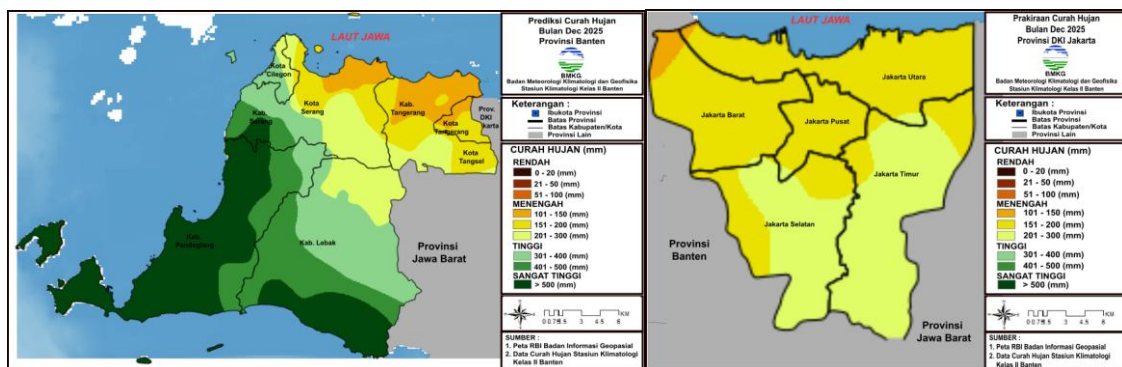 LAUT JAWA
Kota
Cilegon
Kota
Serang
Kab.
Serang
Kab.
Tangerang
Kota
Tangerang
Prov.
DKI
Jakarta
Kota
Tangsel
Kab.
Pandeglang
Kab. Lebak
Provinsi
Jawa Barat
Prediksi Curah Hujan
Bulan Dec 2025
Provinsi Banten
BMKG
Badan Meteorologi Klimatologi dan Geofisika
Stasiun Klimatologi Kelas II Banten
Keterangan :
Ibukota Provinsi
Batas Provinsi
Batas Kabupaten/Kota
Provinsi Lain
CURAH HUJAN (mm)
RENDAH
0 - 20 (mm)
21 - 50 (mm)
51 - 100 (mm)
MENENGAH
101 - 150 (mm)
151 - 200 (mm)
201 - 300 (mm)
TINGGI
301 - 400 (mm)
401 - 500 (mm)
SANGAT TINGGI
> 500 (mm)
3 4.5 6 KM
SUMBER :
1. Peta RBI Badan Informasi Geopasial
2. Data Curah Hujan Stasiun Klimatologi
Kelas II Banten
LAUT JAWA
Jakarta Utara
Jakarta Barat
Jakarta Pusat
Jakarta Timur
Jakarta Selatan
Provinsi
Banten
Provinsi
Jawa Barat
Prakiraan Curah Hujan
Bulan Dec 2025
Provinsi DKI Jakarta
BMKG
Badan Meteorologi Klimatologi dan Geofisika
Stasiun Klimatologi Kelas II Banten
Keterangan :
Ibukota Provinsi
Batas Provinsi
Batas Kabupaten/Kota
Provinsi Lain
CURAH HUJAN (mm)
RENDAH
0 - 20 (mm)
21 - 50 (mm)
51 - 100 (mm)
MENENGAH
101 - 150 (mm)
151 - 200 (mm)
201 - 300 (mm)
TINGGI
301 - 400 (mm)
401 - 500 (mm)
SANGAT TINGGI
> 500 (mm)
3 4.5 6 KM
SUMBER :
1. Peta RBI Badan Informasi Geopasial
2. Data Curah Hujan Stasiun Klimatologi
Kelas II Banten